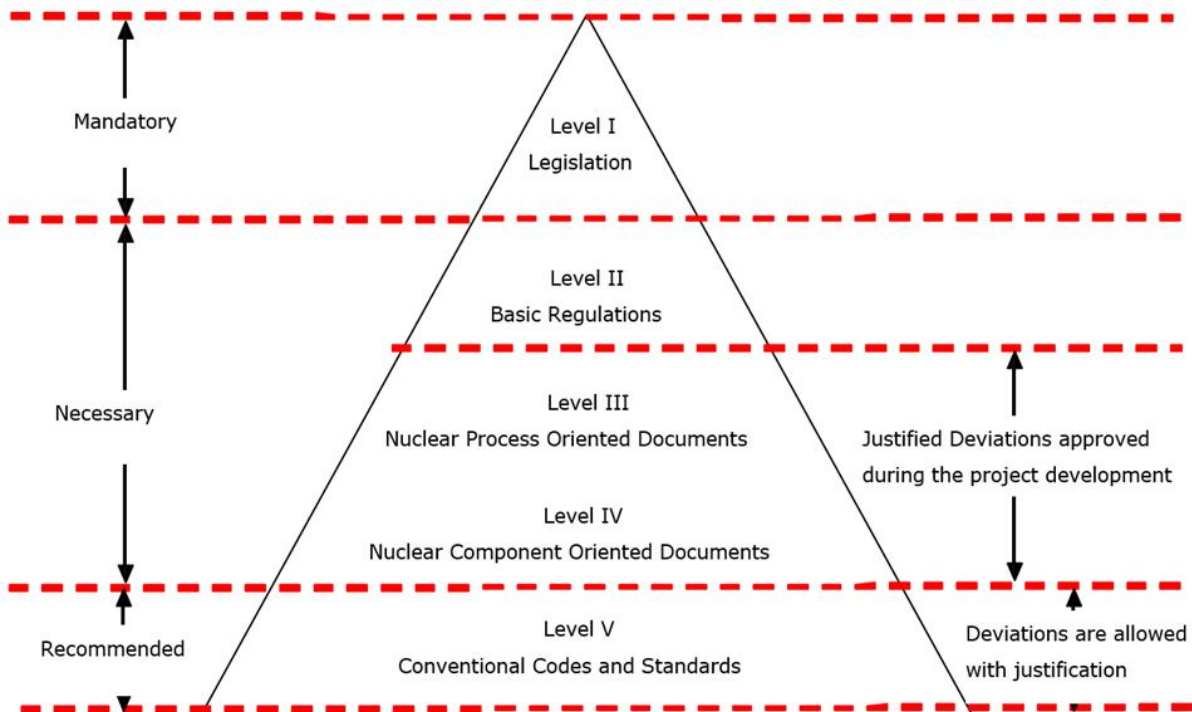 Mandatory
Level I
Legislation
Level II
Basic Regulations
Necessary
Level III
Nuclear Process Oriented Documents
Justified Deviations approved
during the project development
Level IV
Nuclear Component Oriented Documents
Recommended
Level V
Conventional Codes and Standards
Deviations are allowed
with justification